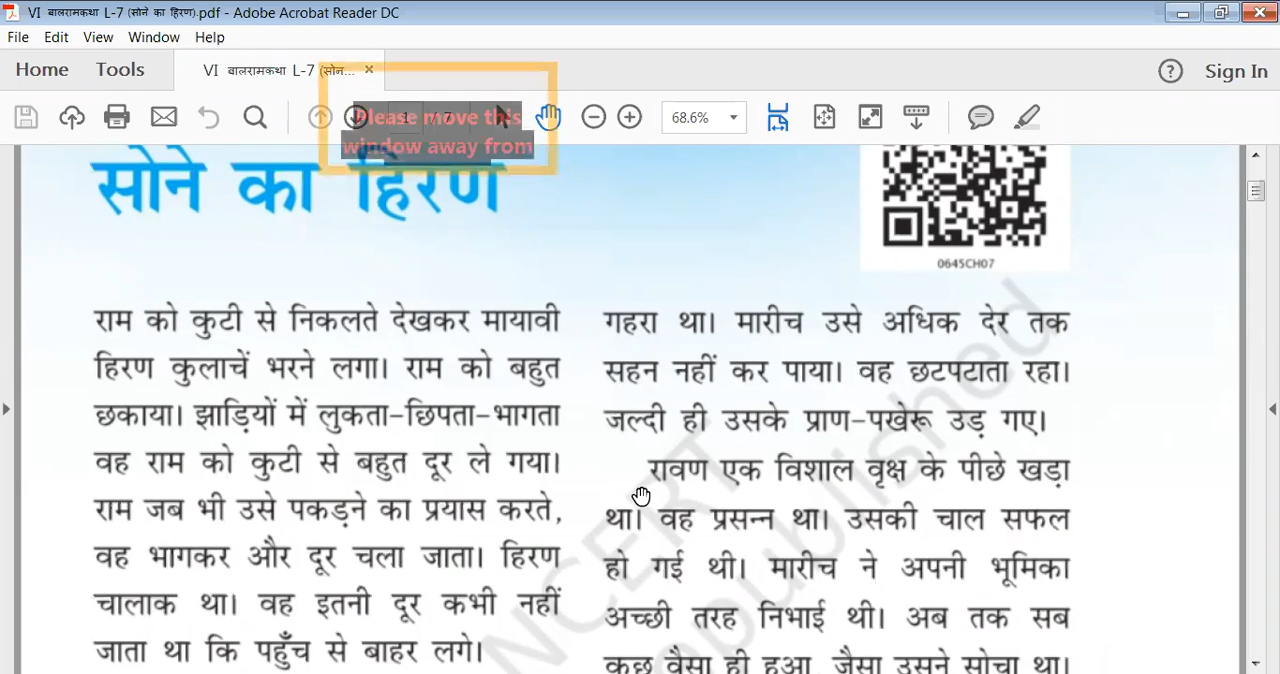 VI बालरामकथा L-7 (सोने का हिरण).pdf - Adobe Acrobat Reader DC
File Edit View Window Help
Home Tools VI बालरामकथा L-7 (सोन... × ? Sign In
68.6%
Please move this
window away from
सोने का हिरण
0645CH07
राम को कुटी से निकलते देखकर मायावी
हिरण कुलाचें भरने लगा। राम को बहुत
छकाया। झाड़ियों में लुकता-छिपता-भागता
वह राम को कुटी से बहुत दूर ले गया।
राम जब भी उसे पकड़ने का प्रयास करते,
वह भागकर और दूर चला जाता। हिरण
चालाक था। वह इतनी दूर कभी नहीं
जाता था कि पहुँच से बाहर लगे।
गहरा था। मारीच उसे अधिक देर तक
सहन नहीं कर पाया। वह छटपटाता रहा।
जल्दी ही उसके प्राण-पखेरू उड़ गए।
रावण एक विशाल वृक्ष के पीछे खड़ा
था। वह प्रसन्न था। उसकी चाल सफल
हो गई थी। मारीच ने अपनी भूमिका
अच्छी तरह निभाई थी। अब तक सब
कुछ वैसा ही हुआ, जैसा उसने सोचा था।
NCERT
republished